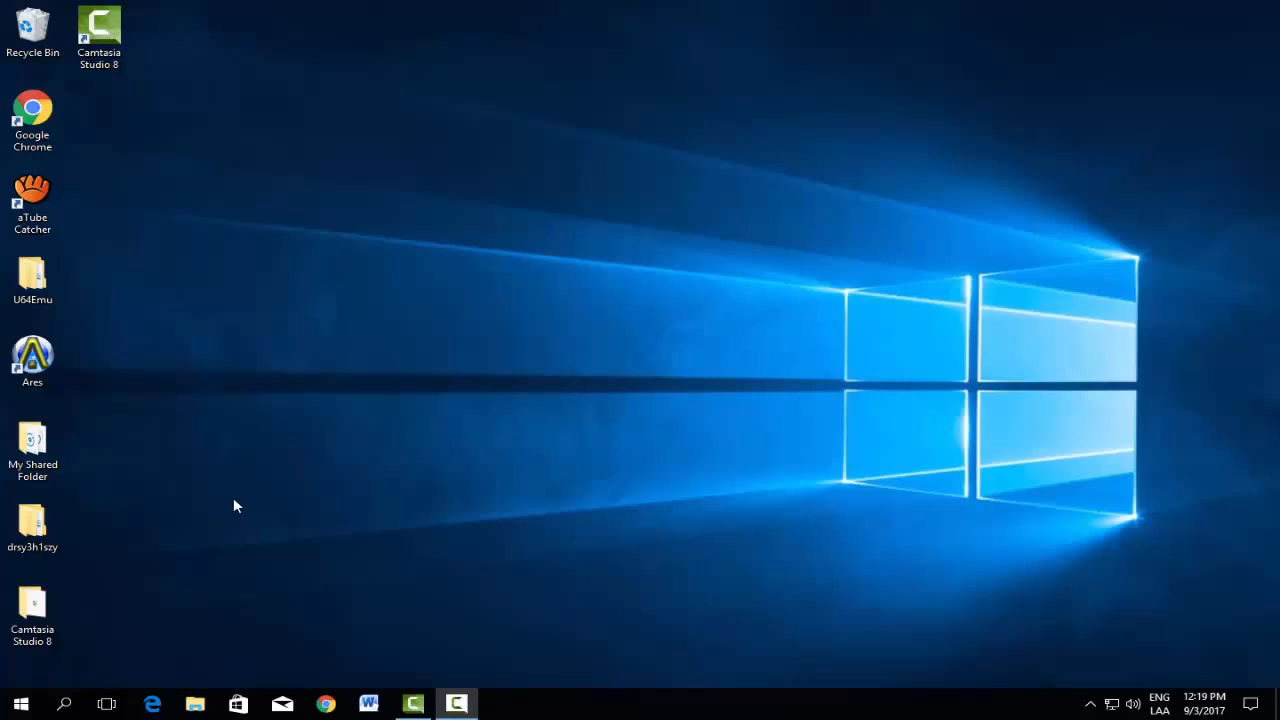 Recycle Bin
Camtasia
Studio 8
Google
Chrome
aTube
Catcher
U64Emu
Ares
My Shared
Folder
drsy3h1szy
Camtasia
Studio 8
ENG
LAA
12:19 PM
9/3/2017